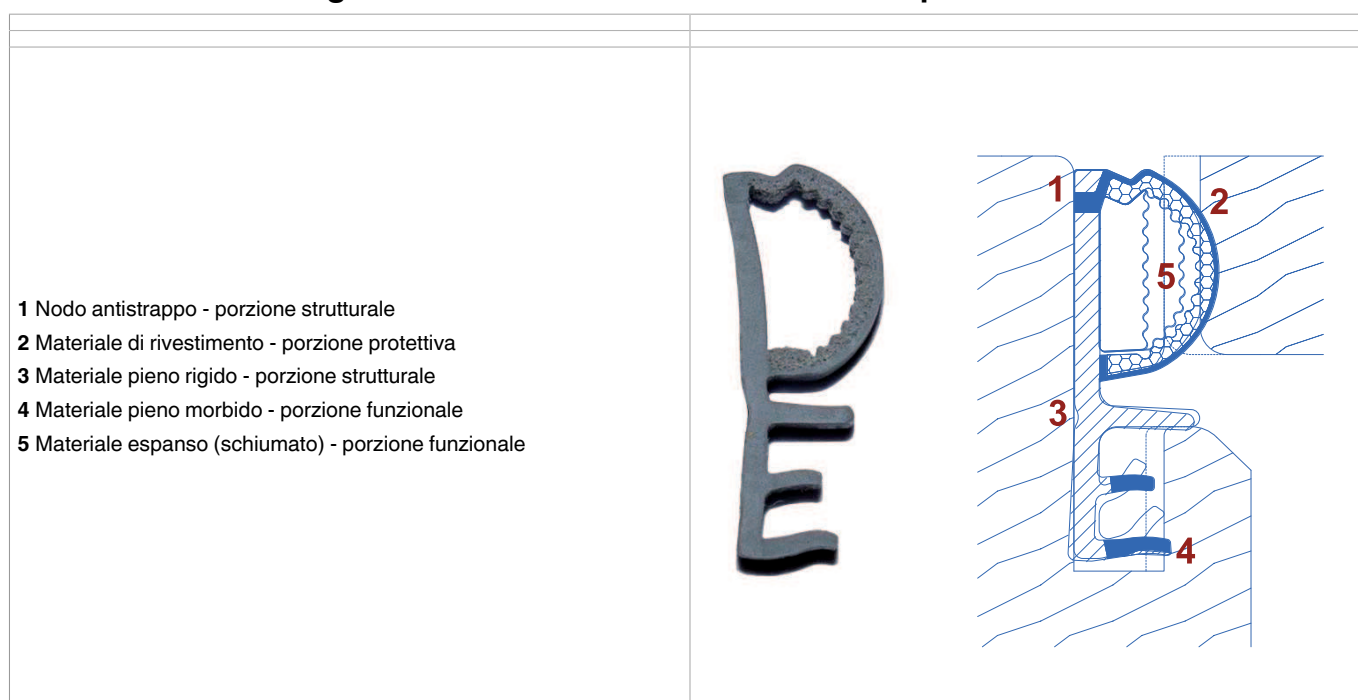 1 Nodo antistrappo - porzione strutturale
2 Materiale di rivestimento - porzione protettiva
3 Materiale pieno rigido - porzione strutturale
4 Materiale pieno morbido - porzione funzionale
5 Materiale espanso (schiumato) - porzione funzionale
1
2
5
3
4